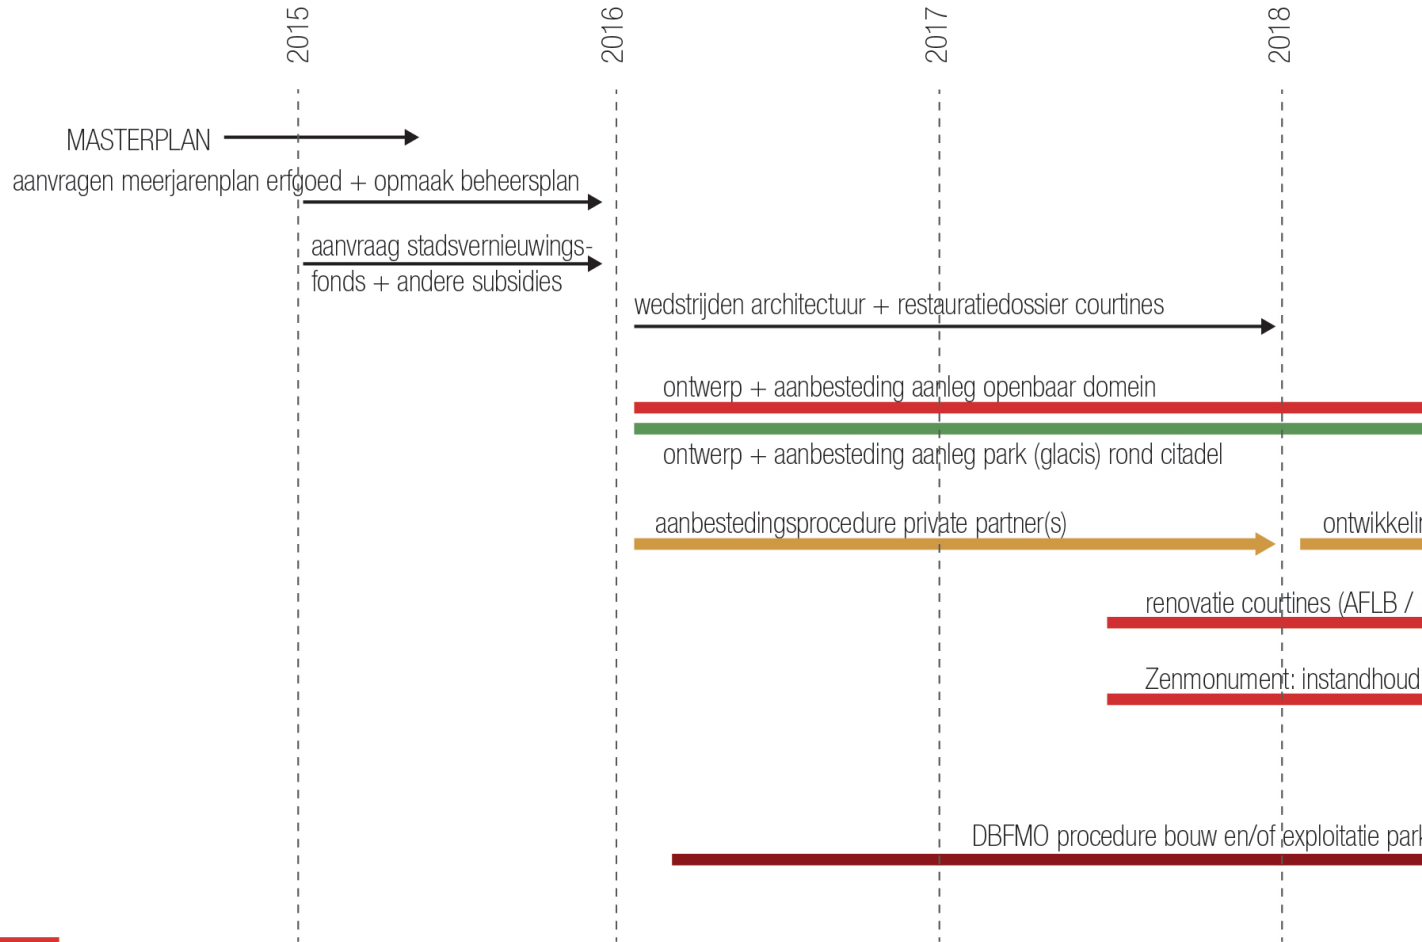 2015
2016
2017
2018
MASTERPLAN
aanvragen meerjarenplan erfgoed + opmaak beheersplan
aanvraag stadsvernieuwings-
fonds + andere subsidies
wedstrijden architectuur + restauratiedossier courtines
ontwerp + aanbesteding aanleg openbaar domein
ontwerp + aanbesteding aanleg park (glacis) rond citadel
aanbestedingsprocedure private partner(s)
ontwikkelin
renovatie courtines (AFLB /
Zenmonument: instandhoud
DBFMO procedure bouw en/of exploitatie park